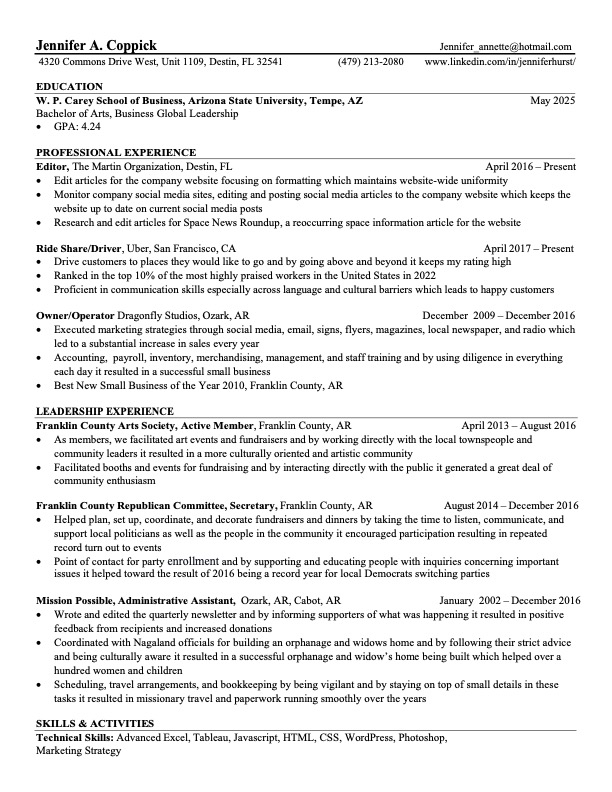 Jennifer A. Coppick Jennifer_annette@hotmail.com
4320 Commons Drive West, Unit 1109, Destin, FL 32541 (479) 213-2080 www.linkedin.com/in/jenniferhurst/
EDUCATION
W. P. Carey School of Business, Arizona State University, Tempe, AZ May 2025
Bachelor of Arts, Business Global Leadership
• GPA: 4.24
PROFESSIONAL EXPERIENCE
Editor, The Martin Organization, Destin, FL April 2016 – Present
• Edit articles for the company website focusing on formatting which maintains website-wide uniformity
• Monitor company social media sites, editing and posting social media articles to the company website which keeps the
website up to date on current social media posts
• Research and edit articles for Space News Roundup, a reoccurring space information article for the website
Ride Share/Driver, Uber, San Francisco, CA April 2017 – Present
• Drive customers to places they would like to go and by going above and beyond it keeps my rating high
• Ranked in the top 10% of the most highly praised workers in the United States in 2022
• Proficient in communication skills especially across language and cultural barriers which leads to happy customers
Owner/Operator Dragonfly Studios, Ozark, AR December 2009 – December 2016
• Executed marketing strategies through social media, email, signs, flyers, magazines, local newspaper, and radio which
led to a substantial increase in sales every year
• Accounting, payroll, inventory, merchandising, management, and staff training and by using diligence in everything
each day it resulted in a successful small business
• Best New Small Business of the Year 2010, Franklin County, AR
LEADERSHIP EXPERIENCE
Franklin County Arts Society, Active Member, Franklin County, AR April 2013 – August 2016
• As members, we facilitated art events and fundraisers and by working directly with the local townspeople and
community leaders it resulted in a more culturally oriented and artistic community
• Facilitated booths and events for fundraising and by interacting directly with the public it generated a great deal of
community enthusiasm
Franklin County Republican Committee, Secretary, Franklin County, AR August 2014 – December 2016
• Helped plan, set up, coordinate, and decorate fundraisers and dinners by taking the time to listen, communicate, and
support local politicians as well as the people in the community it encouraged participation resulting in repeated
record turn out to events
• Point of contact for party enrollment and by supporting and educating people with inquiries concerning important
issues it helped toward the result of 2016 being a record year for local Democrats switching parties
Mission Possible, Administrative Assistant, Ozark, AR, Cabot, AR January 2002 – December 2016
• Wrote and edited the quarterly newsletter and by informing supporters of what was happening it resulted in positive
feedback from recipients and increased donations
• Coordinated with Nagaland officials for building an orphanage and widows home and by following their strict advice
and being culturally aware it resulted in a successful orphanage and widow's home being built which helped over a
hundred women and children
• Scheduling, travel arrangements, and bookkeeping by being vigilant and by staying on top of small details in these
tasks it resulted in missionary travel and paperwork running smoothly over the years
SKILLS & ACTIVITIES
Technical Skills: Advanced Excel, Tableau, Javascript, HTML, CSS, WordPress, Photoshop,
Marketing Strategy